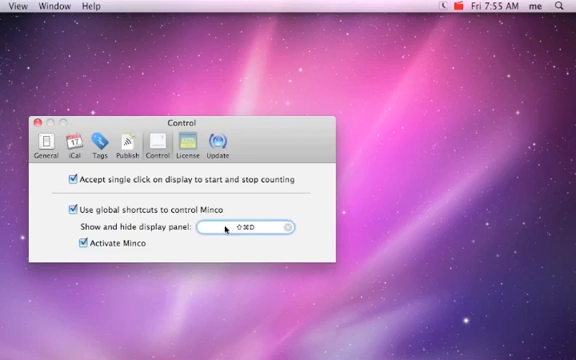 View Window Help Fri 7:55 AM me
Control
General iCal Tags Publish Control License Update
17
Accept single click on display to start and stop counting
Use global shortcuts to control Minco
Show and hide display panel: ⇧⌘D
Activate Minco